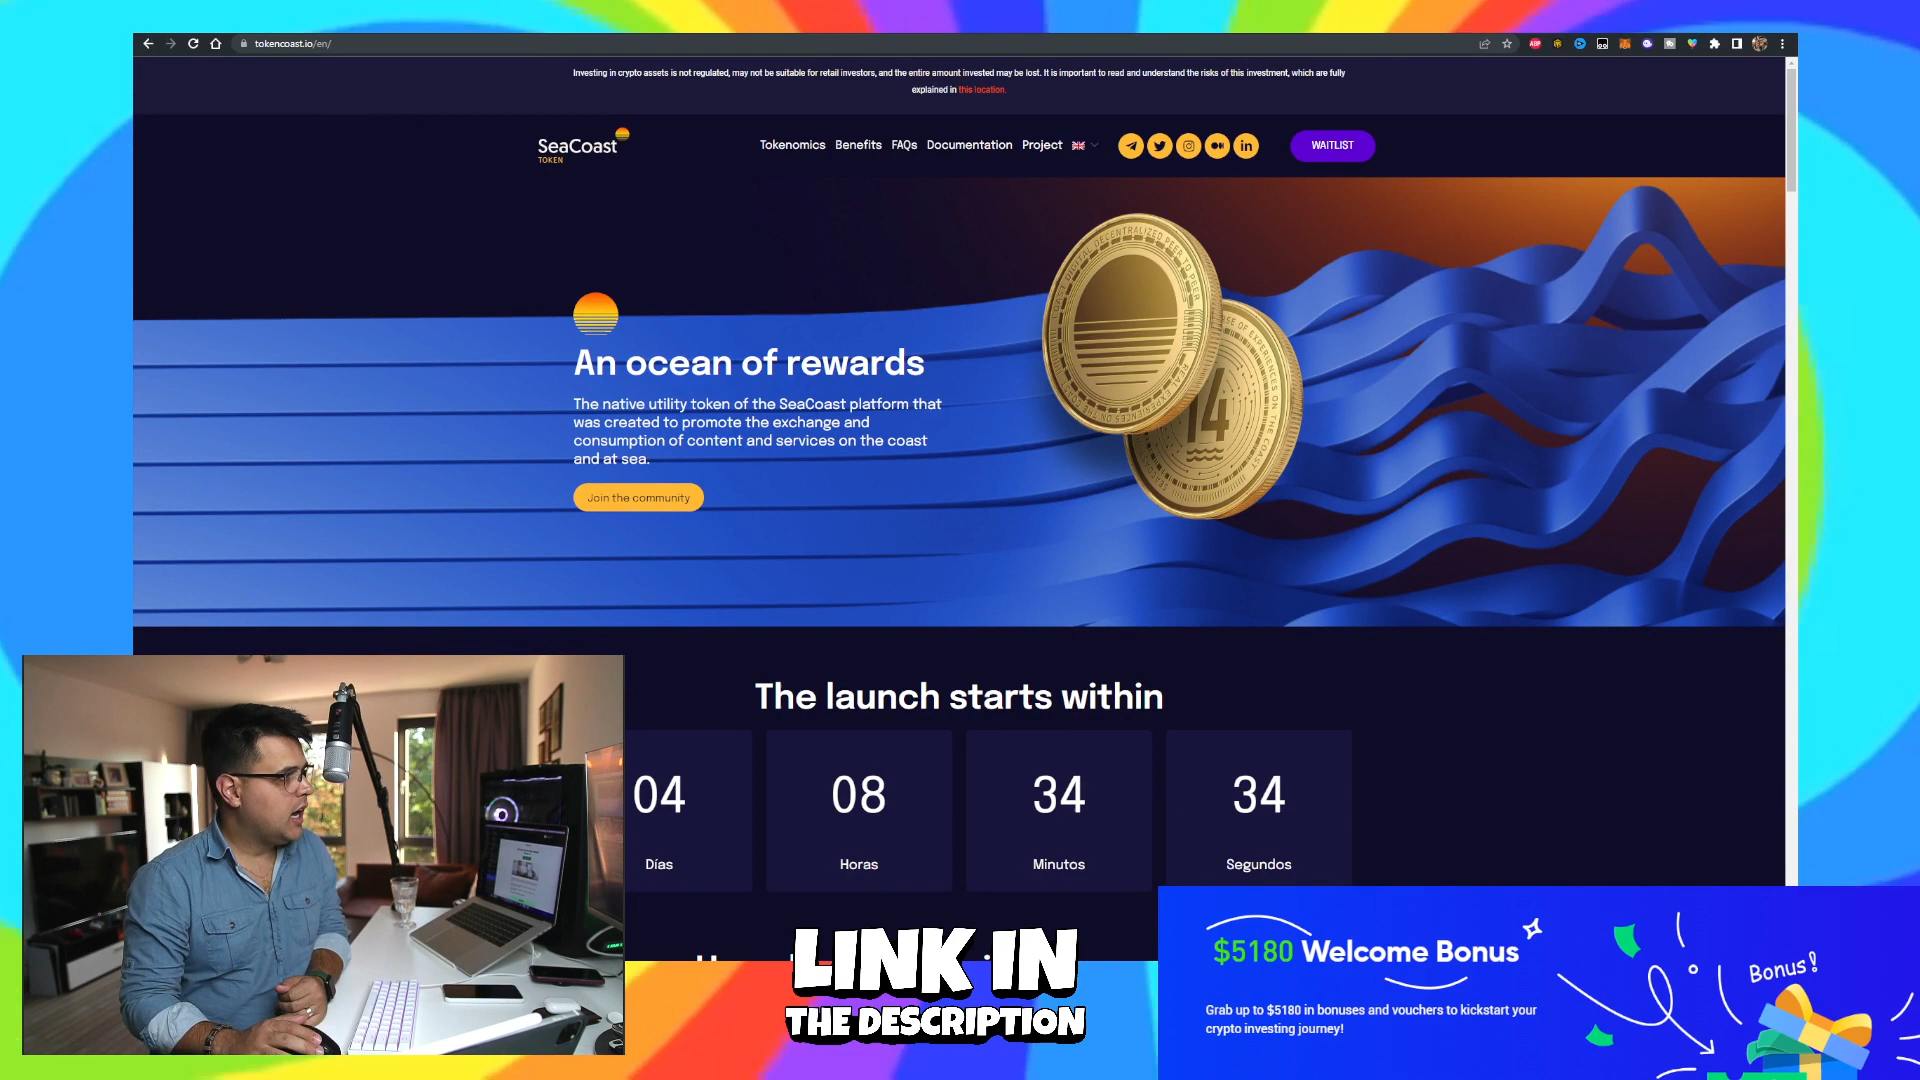 tokencoast.io/en/
Investing in crypto assets is not regulated, may not be suitable for retail investors, and the entire amount invested may be lost. It is important to read and understand the risks of this investment, which are fully
explained in this location.
SeaCoast
TOKEN
Tokenomics Benefits FAQs Documentation Project
WAITLIST
An ocean of rewards
The native utility token of the SeaCoast platform that
was created to promote the exchange and
consumption of content and services on the coast
and at sea.
Join the community
14
The launch starts within
04 08 34 34
Días Horas Minutos Segundos
LINK IN
THE DESCRIPTION
$5180 Welcome Bonus
Bonus!
Grab up to $5180 in bonuses and vouchers to kickstart your
crypto investing journey!